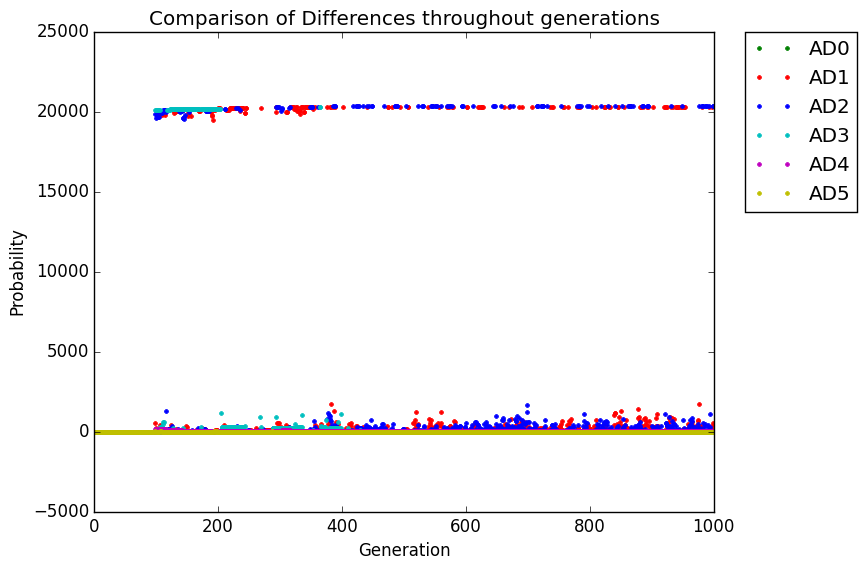 Comparison of Differences throughout generations
25000
20000
15000
10000
5000
0
−5000
Probability
0 200 400 600 800 1000
Generation
AD0
AD1
AD2
AD3
AD4
AD5